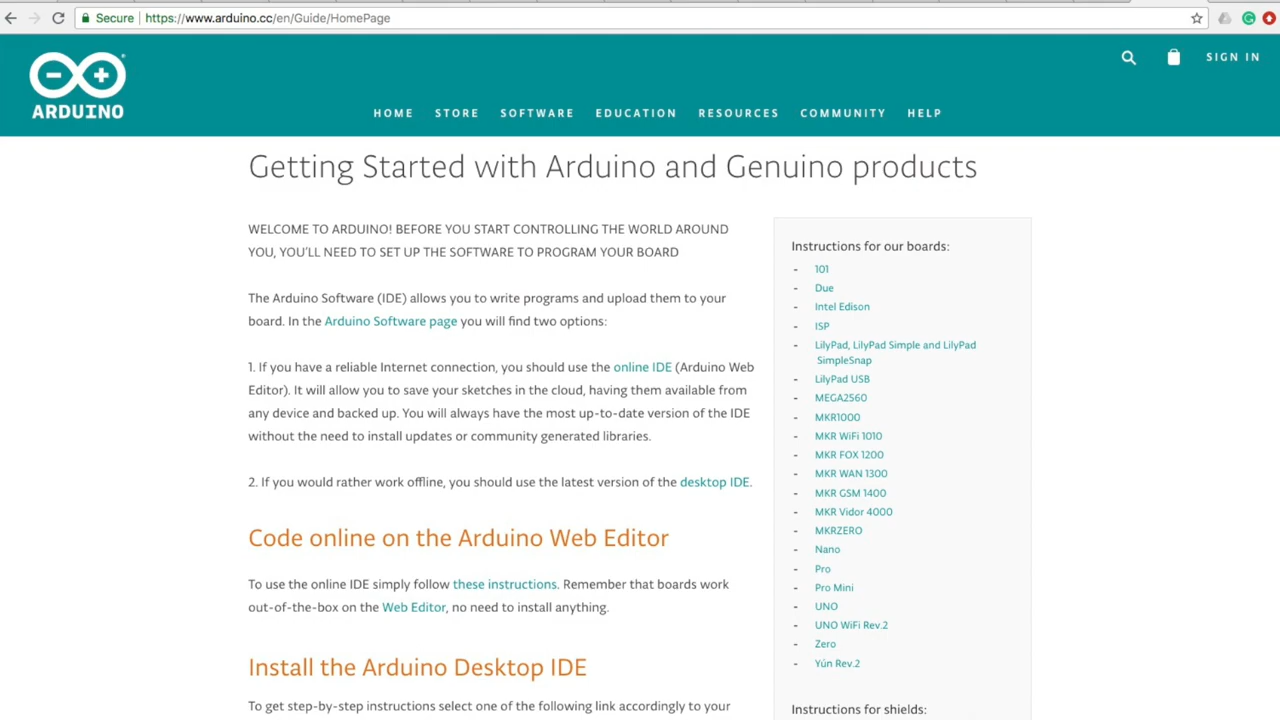 Secure
https://www.arduino.cc/en/Guide/HomePage
ARDUINO
SIGN IN
HOME STORE SOFTWARE EDUCATION RESOURCES COMMUNITY HELP
Getting Started with Arduino and Genuino products
WELCOME TO ARDUINO! BEFORE YOU START CONTROLLING THE WORLD AROUND
YOU, YOU'LL NEED TO SET UP THE SOFTWARE TO PROGRAM YOUR BOARD
The Arduino Software (IDE) allows you to write programs and upload them to your
board. In the Arduino Software page you will find two options:
1. If you have a reliable Internet connection, you should use the online IDE (Arduino Web
Editor). It will allow you to save your sketches in the cloud, having them available from
any device and backed up. You will always have the most up-to-date version of the IDE
without the need to install updates or community generated libraries.
2. If you would rather work offline, you should use the latest version of the desktop IDE.
Code online on the Arduino Web Editor
To use the online IDE simply follow these instructions. Remember that boards work
out-of-the-box on the Web Editor, no need to install anything.
Install the Arduino Desktop IDE
To get step-by-step instructions select one of the following link accordingly to your
Instructions for our boards:
- 101
- Due
- Intel Edison
- ISP
- LilyPad, LilyPad Simple and LilyPad
SimpleSnap
- LilyPad USB
- MEGA2560
- MKR1000
- MKR WiFi 1010
- MKR FOX 1200
- MKR WAN 1300
- MKR GSM 1400
- MKR Vidor 4000
- MKRZERO
- Nano
- Pro
- Pro Mini
- UNO
- UNO WiFi Rev.2
- Zero
- Yún Rev.2
Instructions for shields: